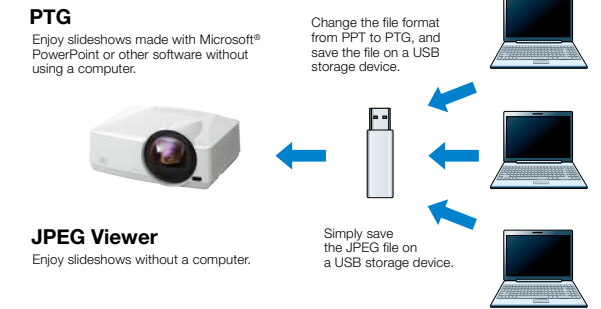 PTG
Enjoy slideshows made with Microsoft®
PowerPoint or other software without
using a computer.
Change the file format
from PPT to PTG, and
save the file on a USB
storage device.
JPEG Viewer
Enjoy slideshows without a computer.
Simply save
the JPEG file on
a USB storage device.